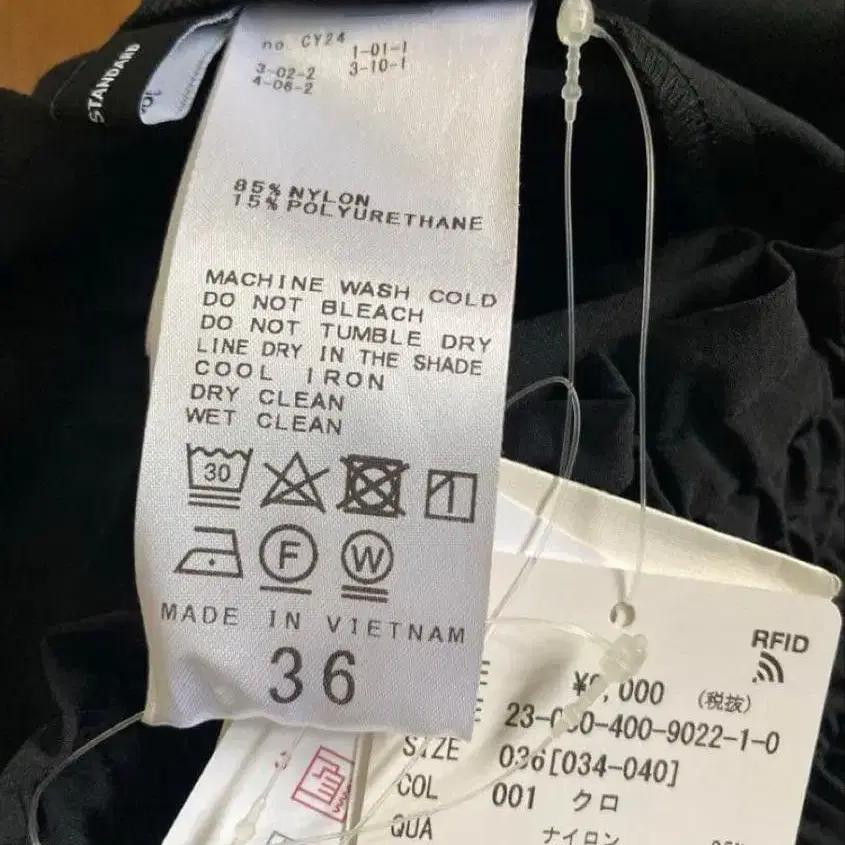 STANDARD
no. CY24
1-01-1
3-02-2 3-10-1
4-06-2
85% NYLON
15% POLYURETHANE
MACHINE WASH COLD
DO NOT BLEACH
DO NOT TUMBLE DRY
LINE DRY IN THE SHADE
COOL IRON
DRY CLEAN
WET CLEAN
30
F W
MADE IN VIETNAM
36
RFID
000 (税抜)
400-9022-1-0
SIZE 036[034-040]
COL 001 クロ
QUA ナイロン